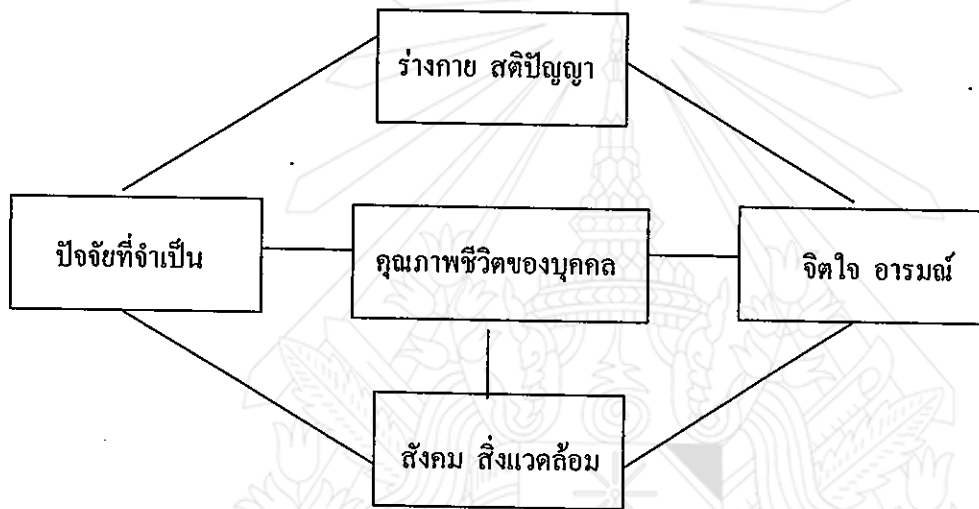 ร่างกาย สติปัญญา
ปัจจัยที่จำเป็น
คุณภาพชีวิตของบุคคล
จิตใจ อารมณ์
สังคม สิ่งแวดล้อม